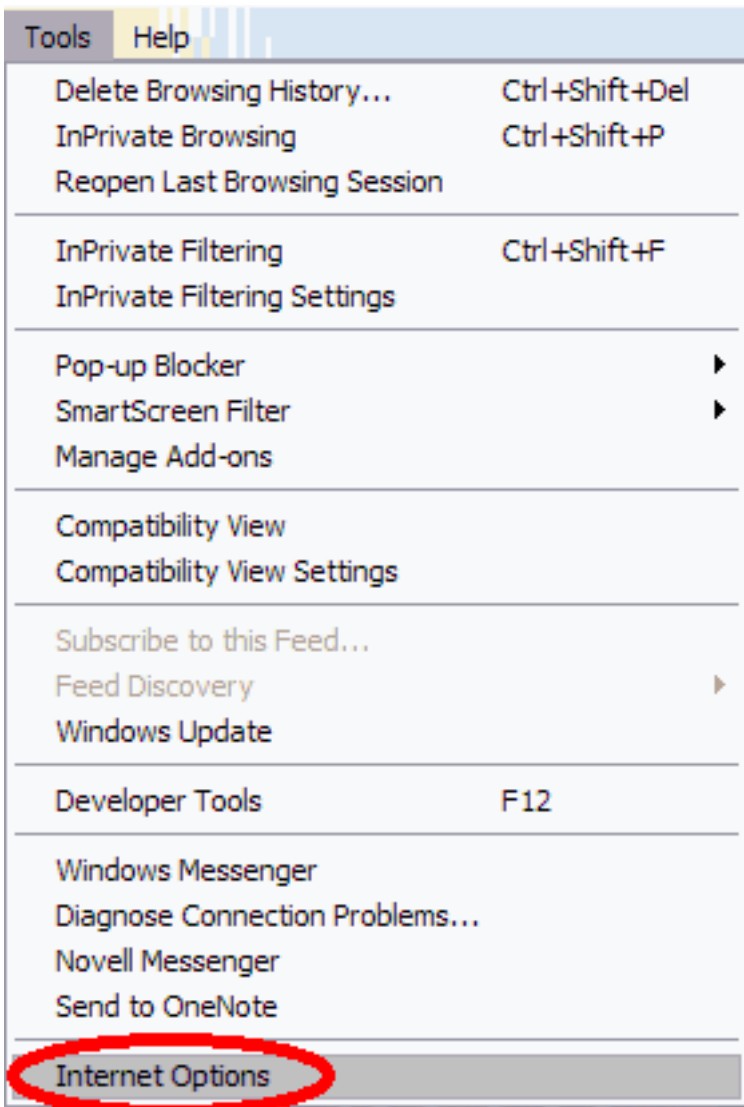 Tools Help
Delete Browsing History... Ctrl+Shift+Del
InPrivate Browsing Ctrl+Shift+P
Reopen Last Browsing Session
InPrivate Filtering Ctrl+Shift+F
InPrivate Filtering Settings
Pop-up Blocker
SmartScreen Filter
Manage Add-ons
Compatibility View
Compatibility View Settings
Subscribe to this Feed...
Feed Discovery
Windows Update
Developer Tools F12
Windows Messenger
Diagnose Connection Problems...
Novell Messenger
Send to OneNote
Internet Options